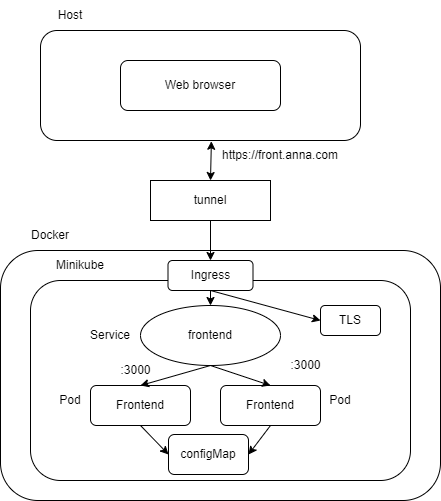 Host
Web browser
https://front.anna.com
tunnel
Docker
Minikube
Ingress
TLS
Service
frontend
:3000
:3000
Pod
Frontend
Frontend
Pod
configMap